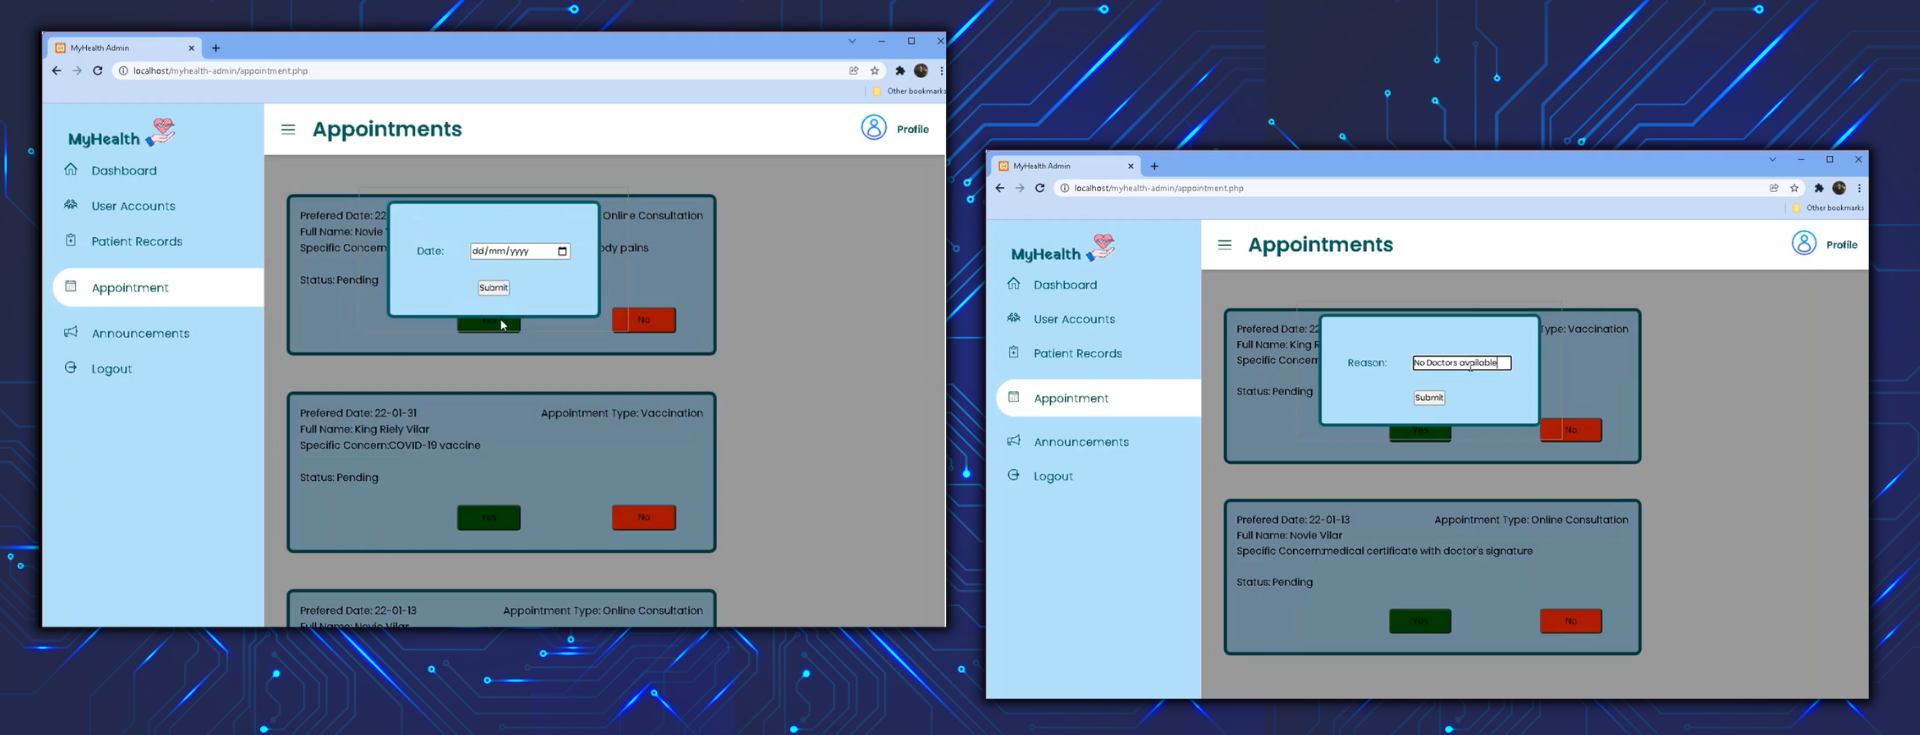 MyHealth Admin
localhost/myhealth-admin/appointment.php
Other bookmarks
MyHealth
Appointments
Profile
Dashboard
User Accounts
Patient Records
Appointment
Announcements
Logout
Prefered Date: 22
Online Consultation
Full Name: Novie
Specific Concern
dy pains
Status: Pending
Date:
dd/mm/yyyy
Submit
No
Prefered Date: 22-01-31
Appointment Type: Vaccination
Full Name: King Riely Vilar
Specific Concern:COVID-19 vaccine
Status: Pending
Yes
No
Prefered Date: 22-01-13
Appointment Type: Online Consultation
Full Name: Novie Vilar
MyHealth Admin
localhost/myhealth-admin/appointment.php
Other bookmarks
MyHealth
Appointments
Profile
Dashboard
User Accounts
Patient Records
Appointment
Announcements
Logout
Prefered Date: 22
Type: Vaccination
Full Name: King R
Specific Concern
Status: Pending
Reason:
No Doctors available
Submit
Yes
No
Prefered Date: 22-01-13
Appointment Type: Online Consultation
Full Name: Novie Vilar
Specific Concern:medical certificate with doctor's signature
Status: Pending
Yes
No